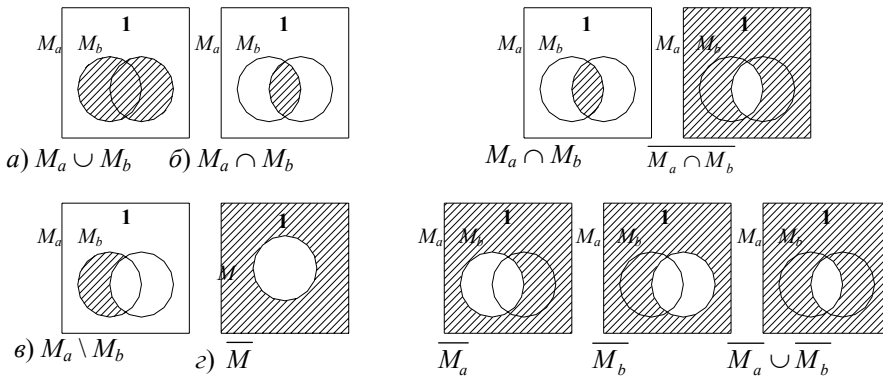 1 1 1 1
M_a M_b M_a M_b M_a M_b M_a M_b
а) M_a ∪ M_b б) M_a ∩ M_b M_a ∩ M_b \overline{M_a ∩ M_b}
1 1 1 1 1
M_a M_b M M_a M_b M_a M_b M_a M_b
в) M_a \ M_b г) \overline{M} \overline{M_a} \overline{M_b} \overline{M_a} ∪ \overline{M_b}